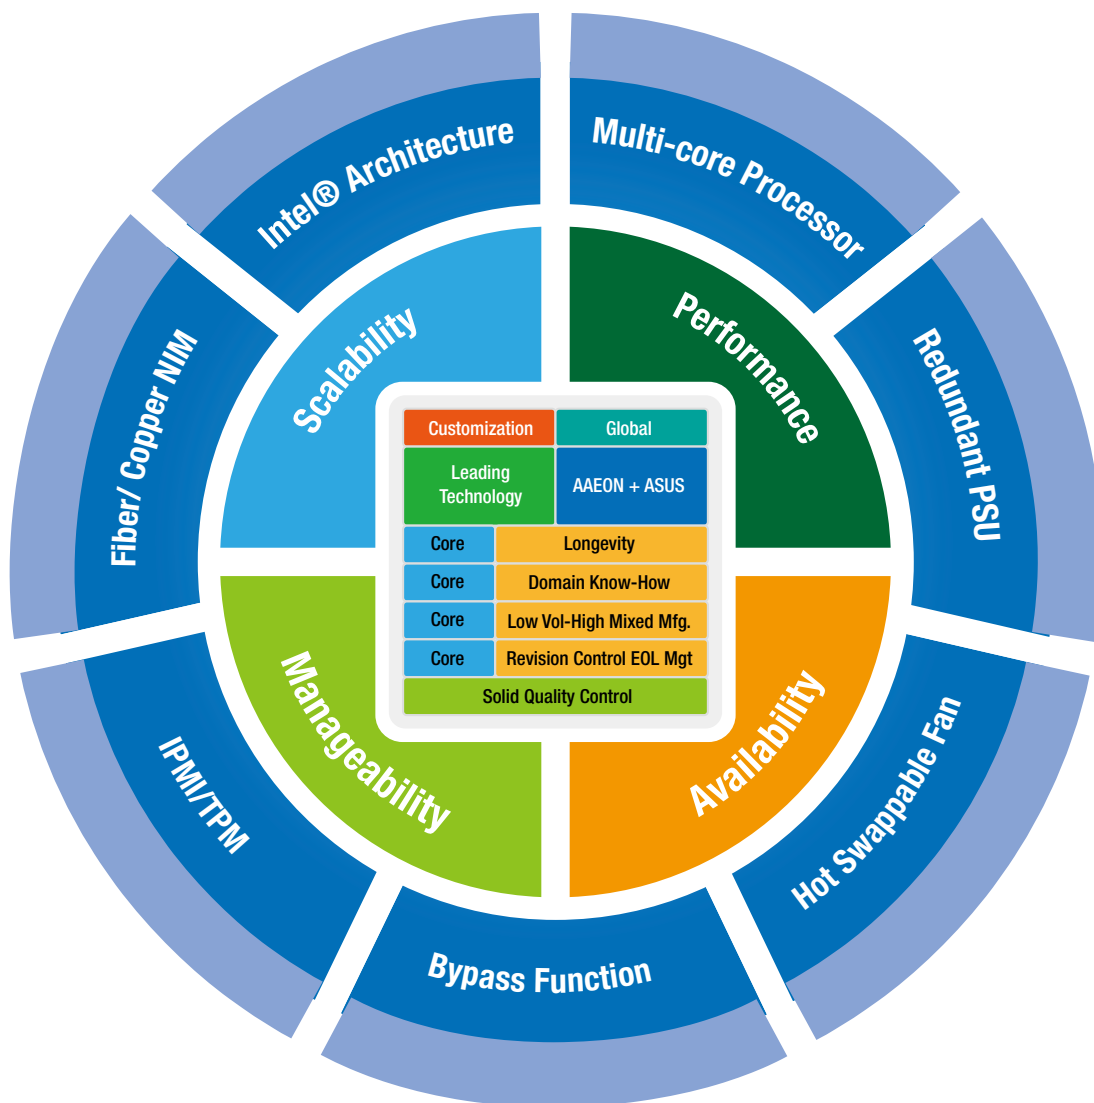 Intel® Architecture
Multi-core Processor
Fiber/ Copper NIM
Scalability
Performance
Redundant PSU
Customization
Global
Leading
Technology
AAEON + ASUS
Core
Longevity
Core
Domain Know-How
Core
Low Vol-High Mixed Mfg.
Core
Revision Control EOL Mgt
Solid Quality Control
Manageability
Availability
IPMI/TPM
Hot Swappable Fan
Bypass Function